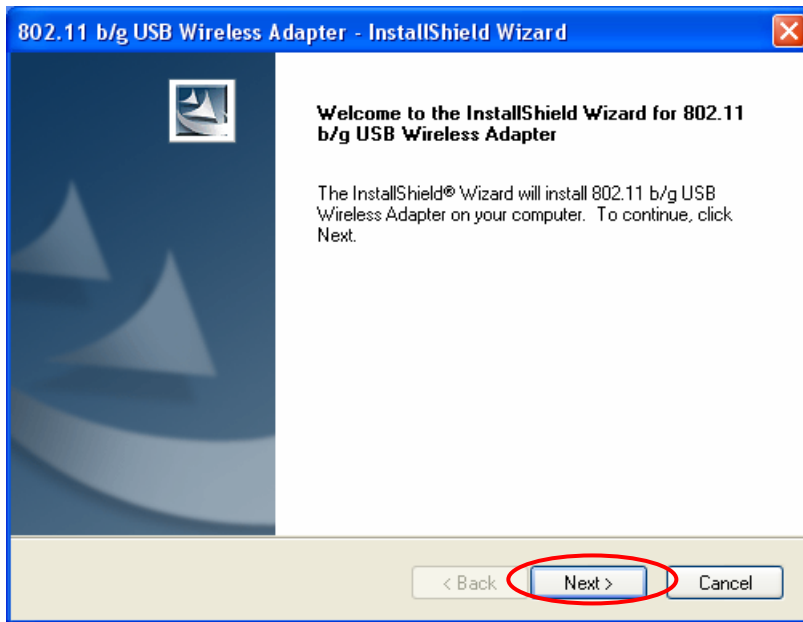 802.11 b/g USB Wireless Adapter - InstallShield Wizard
Welcome to the InstallShield Wizard for 802.11
b/g USB Wireless Adapter
The InstallShield® Wizard will install 802.11 b/g USB
Wireless Adapter on your computer. To continue, click
Next.
< Back Next > Cancel